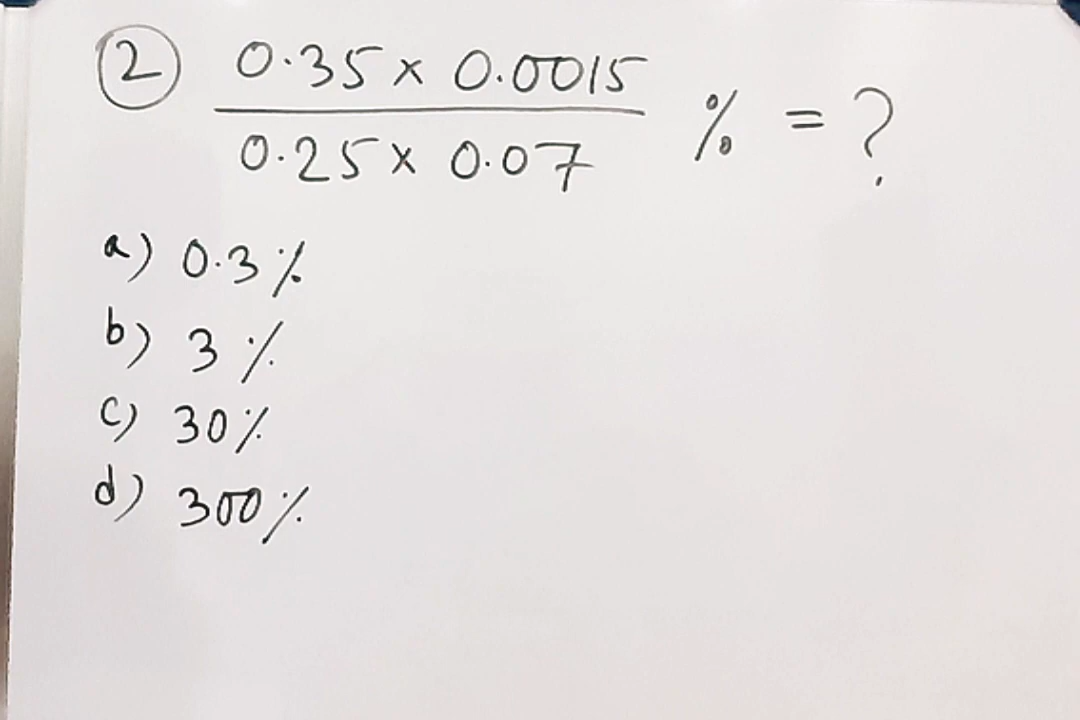 ② 0.35 × 0.0015
0.25 × 0.07
% = ?
a) 0.3%
b) 3%
c) 30%
d) 300%